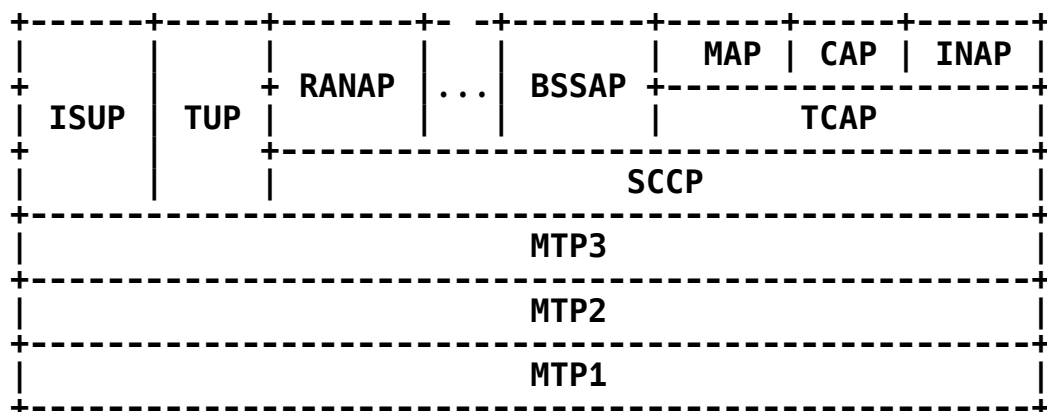 MAP | CAP | INAP
RANAP ... BSSAP
ISUP TUP TCAP
SCCP
MTP3
MTP2
MTP1